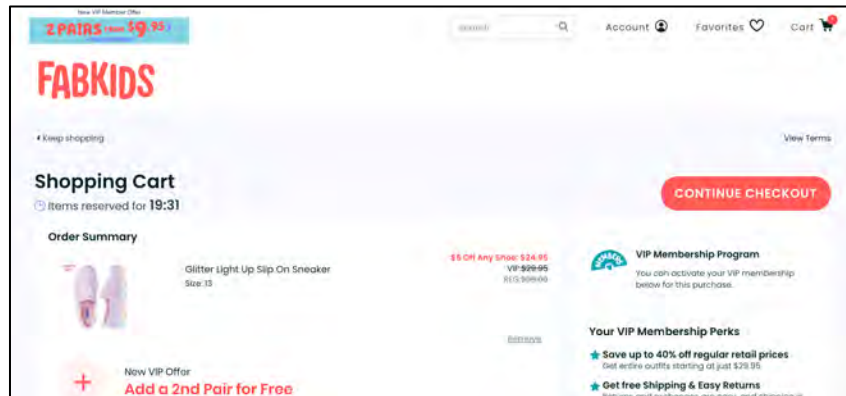 New VIP Member Offer
2 PAIRS $9.95
search
Account
Favorites
Cart
FABKIDS
Keep shopping
View Terms
Shopping Cart
CONTINUE CHECKOUT
Items reserved for 19:31
Order Summary
Glitter Light Up Slip On Sneaker
Size: 13
$5 Off Any Shoe: $24.95
VIP $29.95
REG
Remove
New VIP Offer
Add a 2nd Pair for Free
VIP Membership Program
You can activate your VIP membership
below for this purchase.
Your VIP Membership Perks
Save up to 40% off regular retail prices
Get entire outfits starting at just $29.95
Get free Shipping & Easy Returns